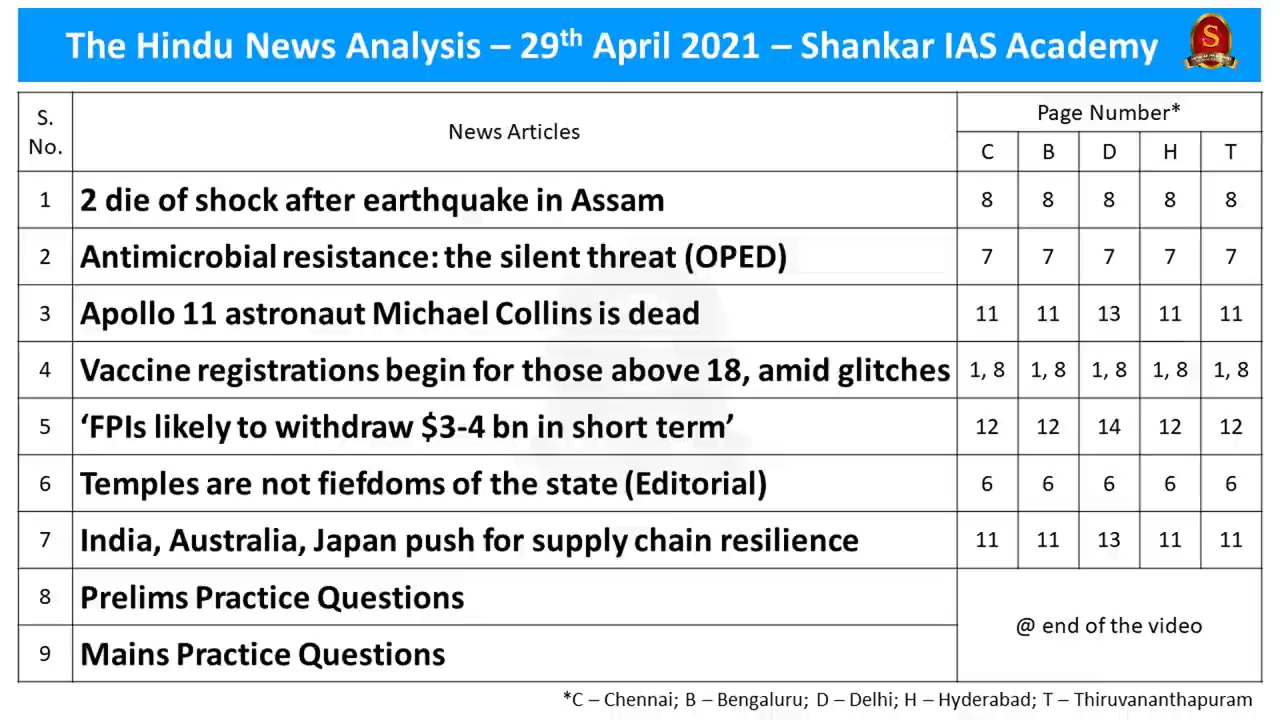 The Hindu News Analysis – 29th April 2021 – Shankar IAS Academy
S
S. No. News Articles Page Number*
C B D H T
1 2 die of shock after earthquake in Assam 8 8 8 8 8
2 Antimicrobial resistance: the silent threat (OPED) 7 7 7 7 7
3 Apollo 11 astronaut Michael Collins is dead 11 11 13 11 11
4 Vaccine registrations begin for those above 18, amid glitches 1, 8 1, 8 1, 8 1, 8 1, 8
5 ‘FPIs likely to withdraw $3-4 bn in short term’ 12 12 14 12 12
6 Temples are not fiefdoms of the state (Editorial) 6 6 6 6 6
7 India, Australia, Japan push for supply chain resilience 11 11 13 11 11
8 Prelims Practice Questions
@ end of the video
9 Mains Practice Questions
*C – Chennai; B – Bengaluru; D – Delhi; H – Hyderabad; T – Thiruvananthapuram